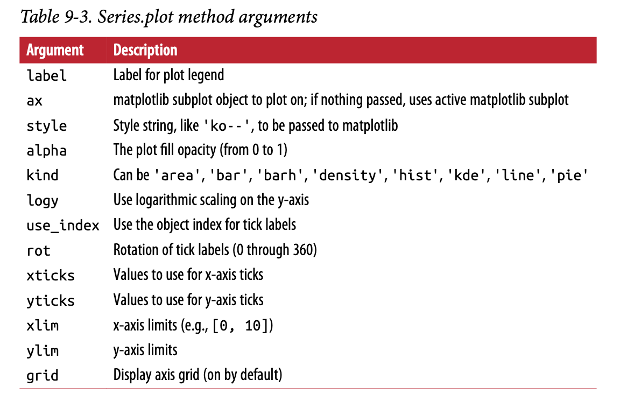 Table 9-3. Series.plot method arguments
Argument Description
label Label for plot legend
ax matplotlib subplot object to plot on; if nothing passed, uses active matplotlib subplot
style Style string, like 'ko--', to be passed to matplotlib
alpha The plot fill opacity (from 0 to 1)
kind Can be 'area', 'bar', 'barh', 'density', 'hist', 'kde', 'line', 'pie'
logy Use logarithmic scaling on the y-axis
use_index Use the object index for tick labels
rot Rotation of tick labels (0 through 360)
xticks Values to use for x-axis ticks
yticks Values to use for y-axis ticks
xlim x-axis limits (e.g., [0, 10])
ylim y-axis limits
grid Display axis grid (on by default)